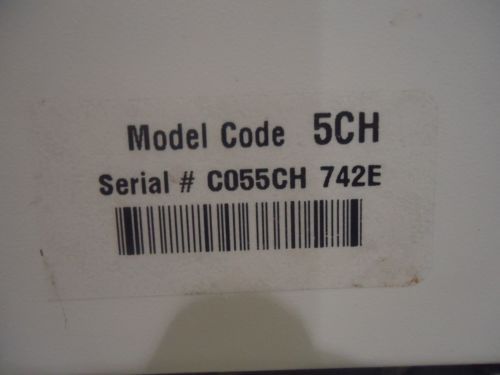 Model Code 5CH
Serial # C055CH 742E